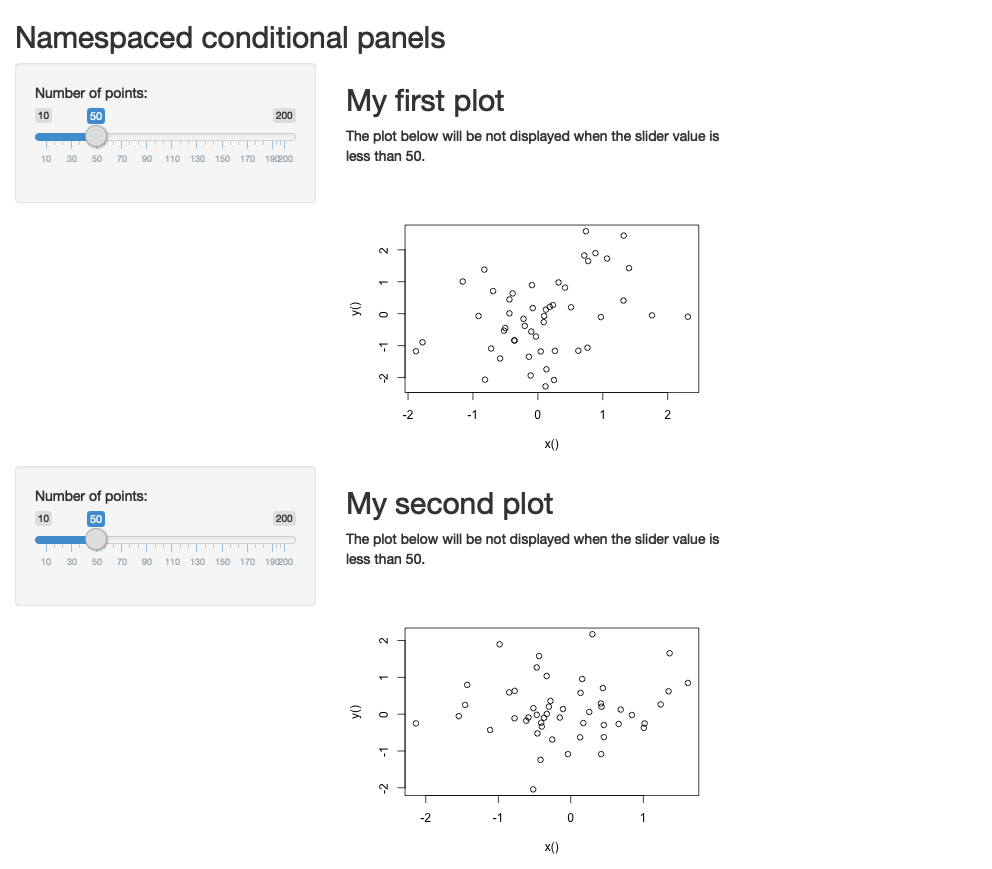 Namespaced conditional panels
Number of points:
10 50 200
10 30 50 70 90 110 130 150 170 190200
My first plot
The plot below will be not displayed when the slider value is
less than 50.
2
1
0
-1
-2
y()
-2 -1 0 1 2
x()
Number of points:
10 50 200
10 30 50 70 90 110 130 150 170 190200
My second plot
The plot below will be not displayed when the slider value is
less than 50.
2
1
0
-1
-2
y()
-2 -1 0 1
x()